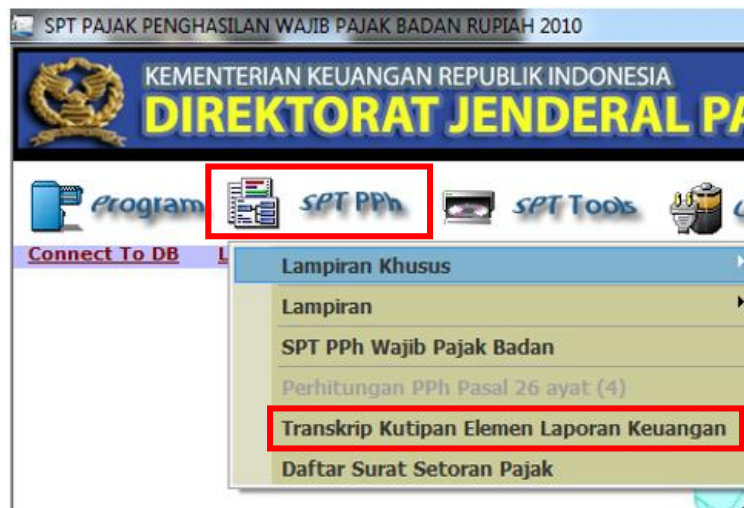 SPT PAJAK PENGHASILAN WAJIB PAJAK BADAN RUPIAH 2010
KEMENTERIAN KEUANGAN REPUBLIK INDONESIA
DIREKTORAT JENDERAL PA
Program SPT PPh SPT Tools
Connect To DB L
Lampiran Khusus
Lampiran
SPT PPh Wajib Pajak Badan
Perhitungan PPh Pasal 26 ayat (4)
Transkrip Kutipan Elemen Laporan Keuangan
Daftar Surat Setoran Pajak